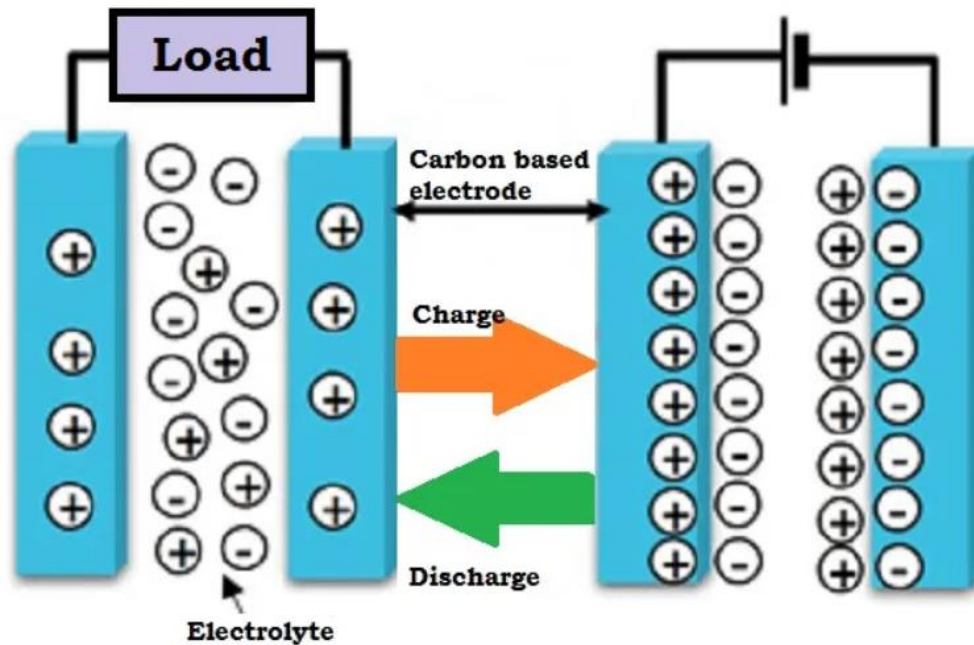 Load
Carbon based
electrode
Charge
Discharge
Electrolyte